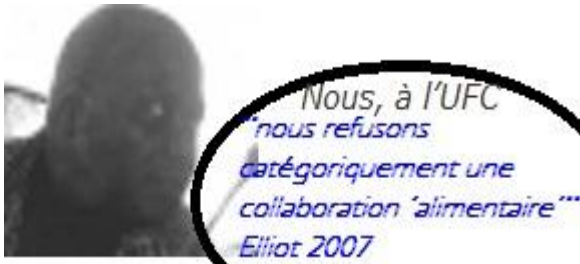 Nous, à l'UFC
"nous refusons
catégoriquement une
collaboration 'alimentaire'"
Elliot 2007